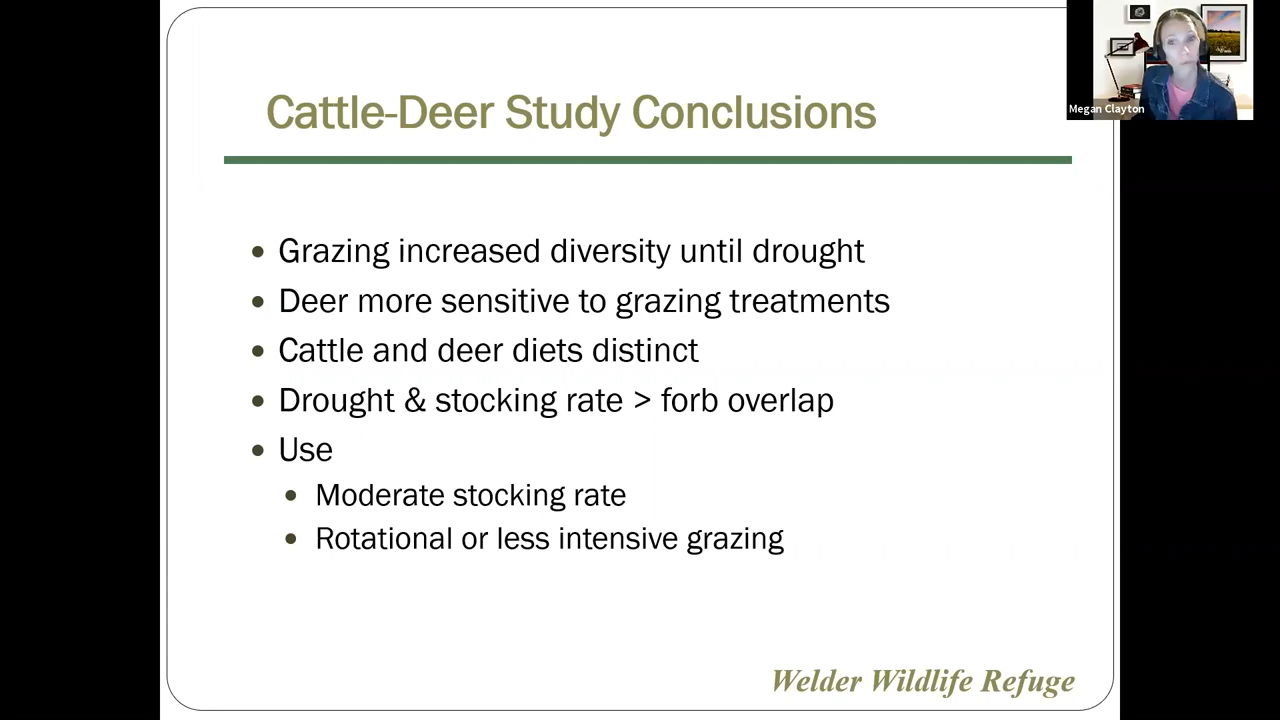 Megan Clayton
Cattle-Deer Study Conclusions
• Grazing increased diversity until drought
• Deer more sensitive to grazing treatments
• Cattle and deer diets distinct
• Drought & stocking rate > forb overlap
• Use
• Moderate stocking rate
• Rotational or less intensive grazing
Welder Wildlife Refuge